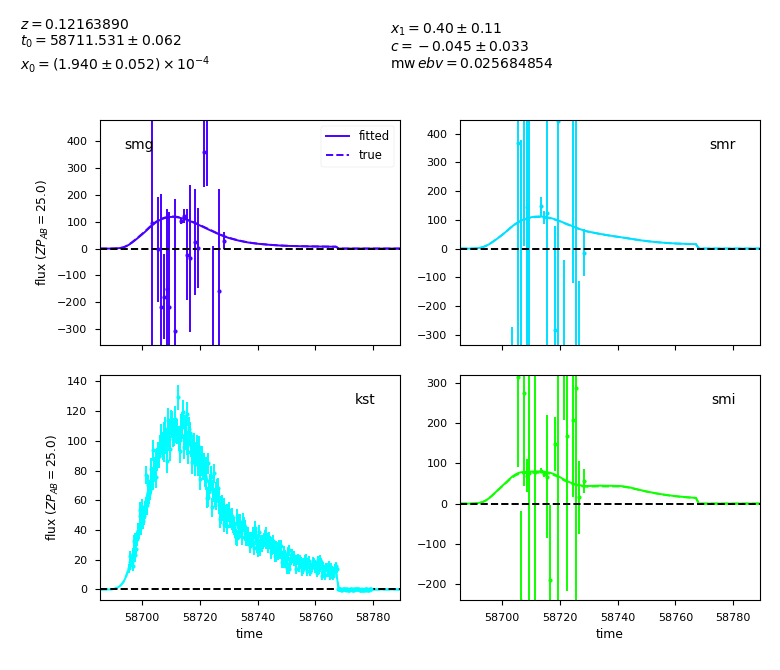 z = 0.12163890
t₀ = 58711.531 ± 0.062
x₀ = (1.940 ± 0.052) × 10⁻⁴
x₁ = 0.40 ± 0.11
c = −0.045 ± 0.033
mw ebv = 0.025684854
smg
fitted
true
400
300
200
100
0
−100
−200
−300
flux (ZP_AB = 25.0)
smr
400
300
200
100
0
−100
−200
−300
kst
140
120
100
80
60
40
20
0
flux (ZP_AB = 25.0)
58700 58720 58740 58760 58780
time
smi
300
200
100
0
−100
−200
58700 58720 58740 58760 58780
time